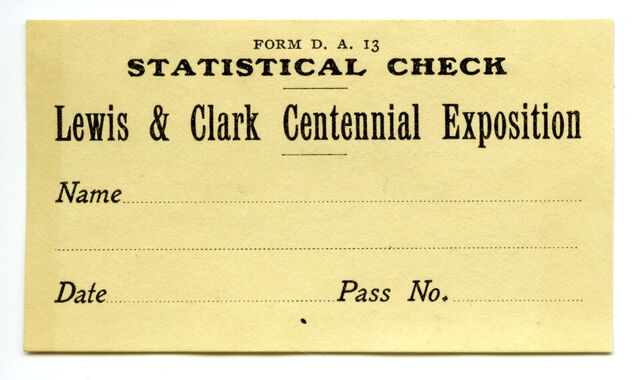 FORM D. A. 13
STATISTICAL CHECK
Lewis & Clark Centennial Exposition
Name
Date Pass No.